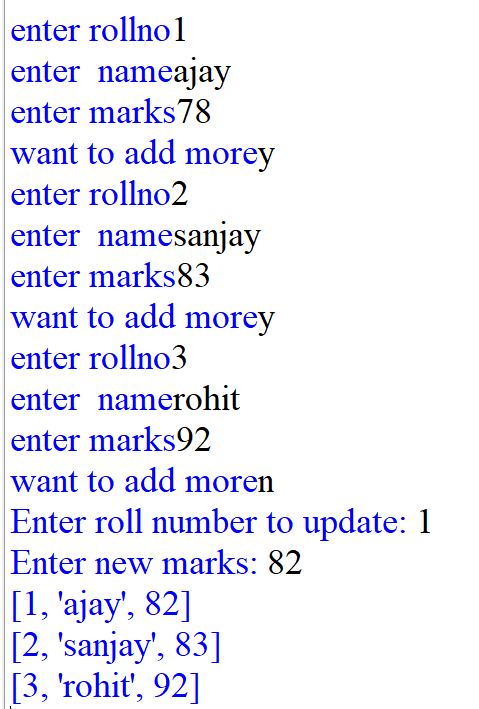 enter rollno1
enter  nameajay
enter marks78
want to add morey
enter rollno2
enter  namesanjay
enter marks83
want to add morey
enter rollno3
enter  namerohit
enter marks92
want to add moren
Enter roll number to update: 1
Enter new marks: 82
[1, 'ajay', 82]
[2, 'sanjay', 83]
[3, 'rohit', 92]